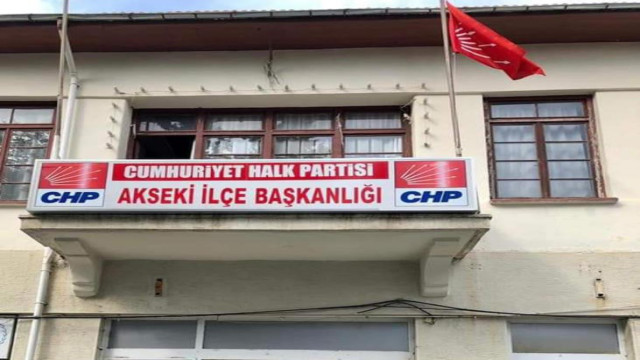 CUMHURİYET HALK PARTİSİ
CHP AKSEKİ İLÇE BAŞKANLIĞI CHP